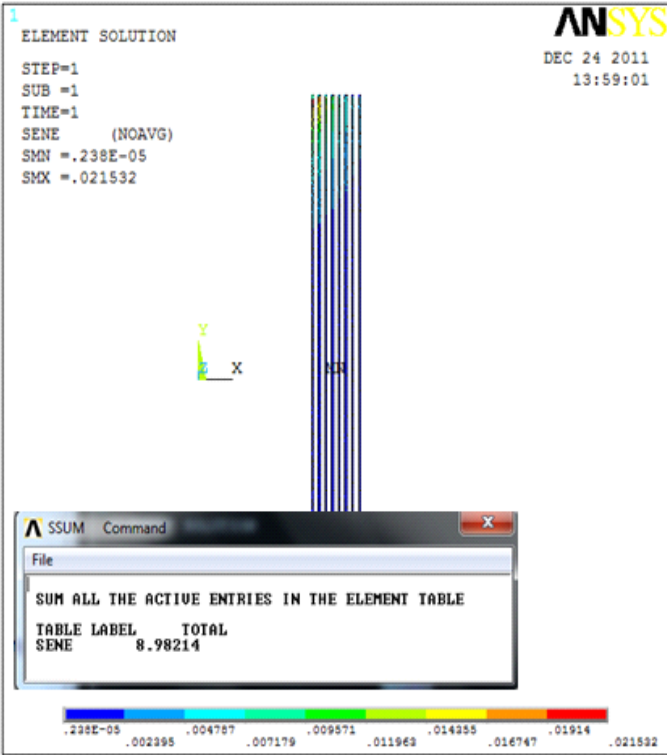 1
ELEMENT SOLUTION
ANSYS
DEC 24 2011
13:59:01
STEP=1
SUB =1
TIME=1
SENE (NOAVG)
SMN =.238E-05
SMX =.021532
Y
Z X
MN
SSUM Command
File
SUM ALL THE ACTIVE ENTRIES IN THE ELEMENT TABLE
TABLE LABEL TOTAL
SENE 8.98214
.238E-05 .004787 .009571 .014355 .01914
.002395 .007179 .011963 .016747 .021532